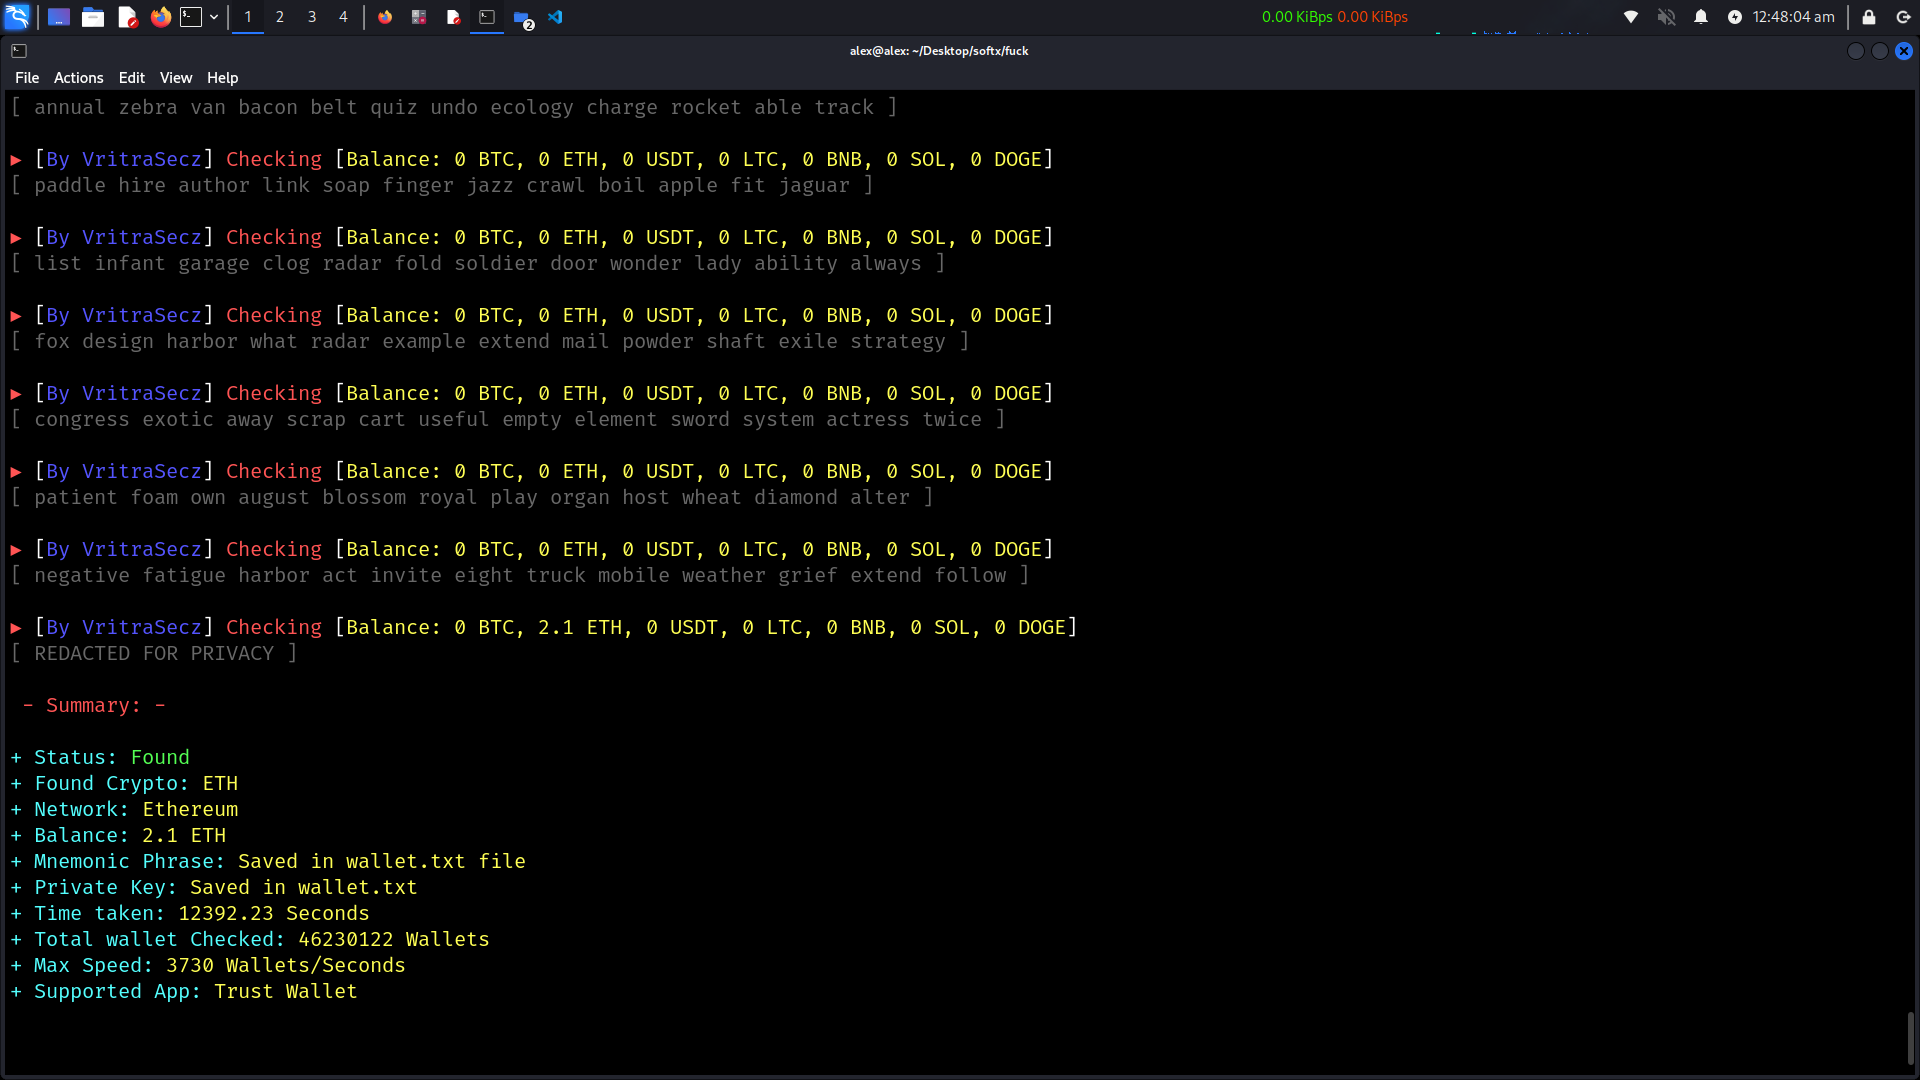 1 2 3 4 2 0.00 KiBps 0.00 KiBps 12:48:04 am
alex@alex: ~/Desktop/softx/fuck
File Actions Edit View Help
[ annual zebra van bacon belt quiz undo ecology charge rocket able track ]
▶ [By VritraSecz] Checking [Balance: 0 BTC, 0 ETH, 0 USDT, 0 LTC, 0 BNB, 0 SOL, 0 DOGE]
[ paddle hire author link soap finger jazz crawl boil apple fit jaguar ]
▶ [By VritraSecz] Checking [Balance: 0 BTC, 0 ETH, 0 USDT, 0 LTC, 0 BNB, 0 SOL, 0 DOGE]
[ list infant garage clog radar fold soldier door wonder lady ability always ]
▶ [By VritraSecz] Checking [Balance: 0 BTC, 0 ETH, 0 USDT, 0 LTC, 0 BNB, 0 SOL, 0 DOGE]
[ fox design harbor what radar example extend mail powder shaft exile strategy ]
▶ [By VritraSecz] Checking [Balance: 0 BTC, 0 ETH, 0 USDT, 0 LTC, 0 BNB, 0 SOL, 0 DOGE]
[ congress exotic away scrap cart useful empty element sword system actress twice ]
▶ [By VritraSecz] Checking [Balance: 0 BTC, 0 ETH, 0 USDT, 0 LTC, 0 BNB, 0 SOL, 0 DOGE]
[ patient foam own august blossom royal play organ host wheat diamond alter ]
▶ [By VritraSecz] Checking [Balance: 0 BTC, 0 ETH, 0 USDT, 0 LTC, 0 BNB, 0 SOL, 0 DOGE]
[ negative fatigue harbor act invite eight truck mobile weather grief extend follow ]
▶ [By VritraSecz] Checking [Balance: 0 BTC, 2.1 ETH, 0 USDT, 0 LTC, 0 BNB, 0 SOL, 0 DOGE]
[ REDACTED FOR PRIVACY ]
- Summary: -
+ Status: Found
+ Found Crypto: ETH
+ Network: Ethereum
+ Balance: 2.1 ETH
+ Mnemonic Phrase: Saved in wallet.txt file
+ Private Key: Saved in wallet.txt
+ Time taken: 12392.23 Seconds
+ Total wallet Checked: 46230122 Wallets
+ Max Speed: 3730 Wallets/Seconds
+ Supported App: Trust Wallet